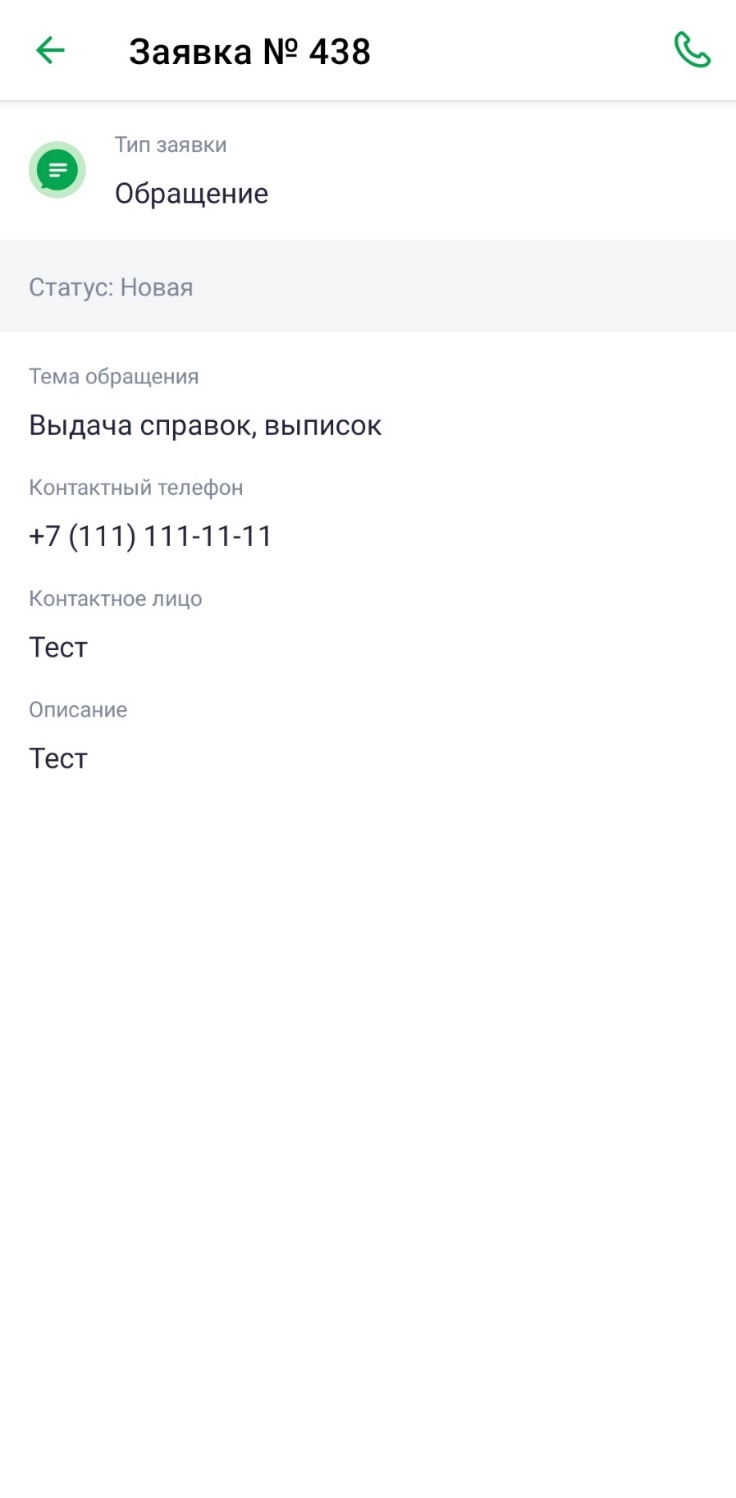 Заявка № 438
Тип заявки
Обращение
Статус: Новая
Тема обращения
Выдача справок, выписок
Контактный телефон
+7 (111) 111-11-11
Контактное лицо
Тест
Описание
Тест